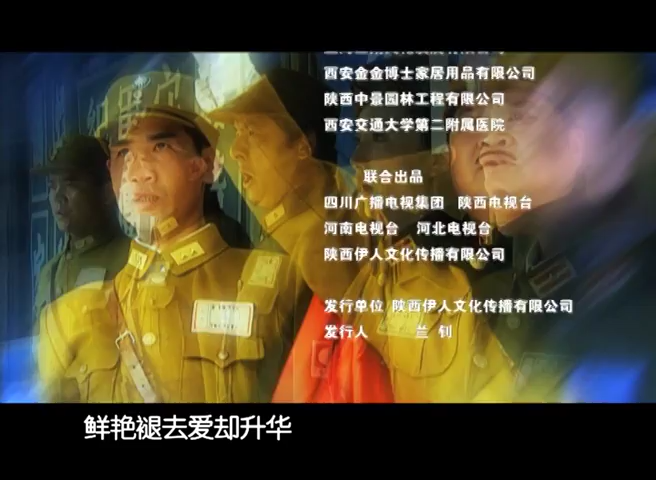 西安金金博士家居用品有限公司
陕西中景园林工程有限公司
西安交通大学第二附属医院
联合出品
四川广播电视集团 陕西电视台
河南电视台 河北电视台
陕西伊人文化传播有限公司
发行单位 陕西伊人文化传播有限公司
发行人 兰钊
鲜艳褪去爱却升华